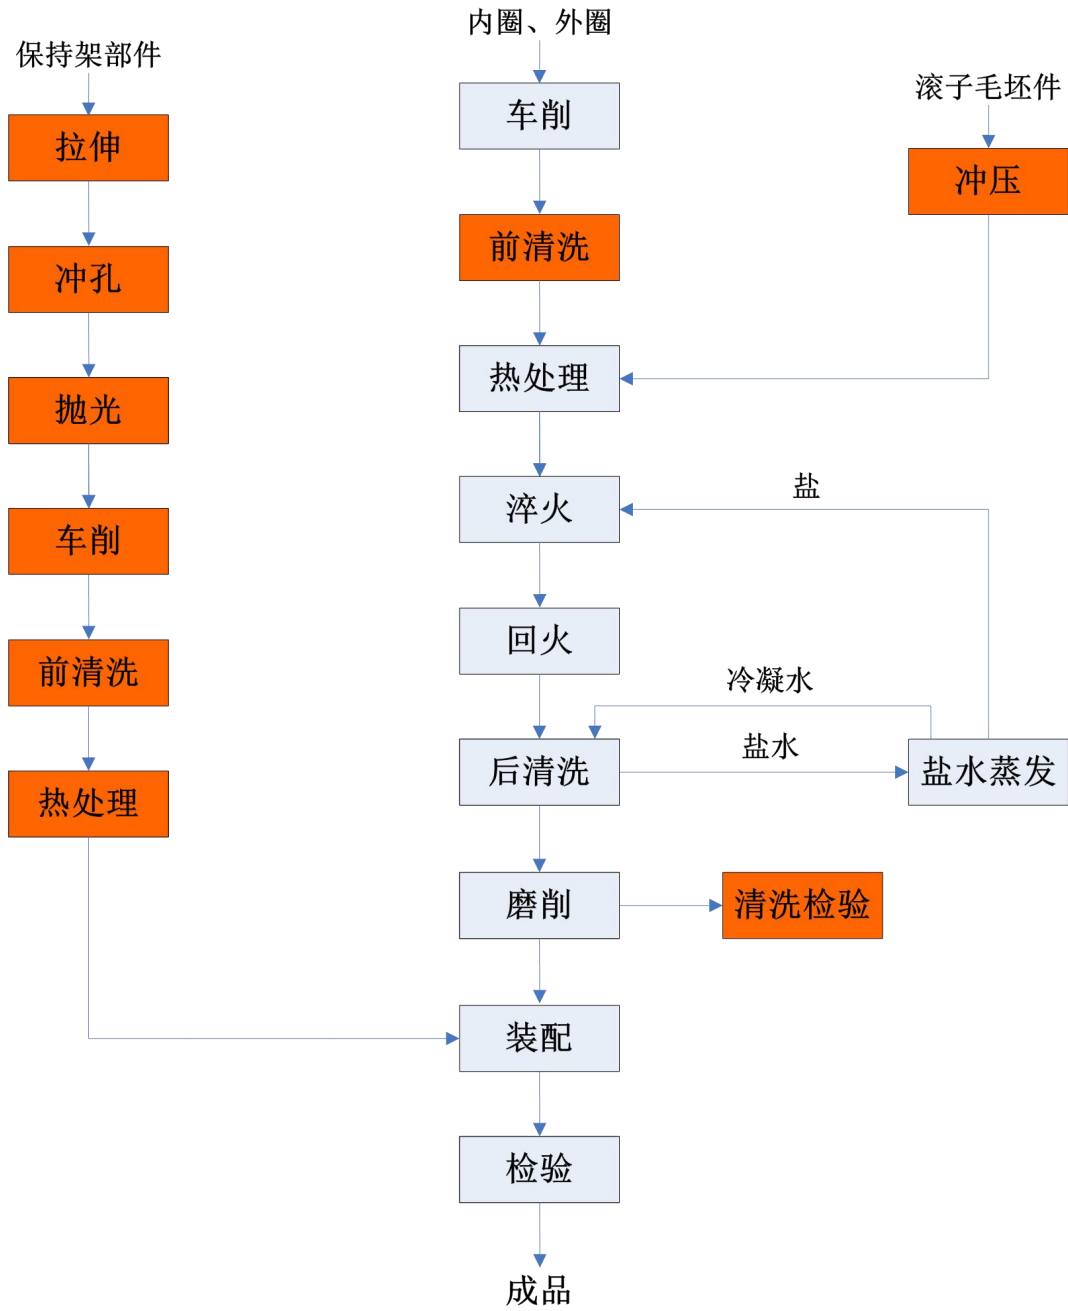 内圈、外圈
保持架部件
滚子毛坯件
车削
拉伸
冲压
前清洗
冲孔
热处理
抛光
盐
淬火
车削
回火
前清洗
冷凝水
盐水
后清洗
盐水蒸发
热处理
磨削
清洗检验
装配
检验
成品